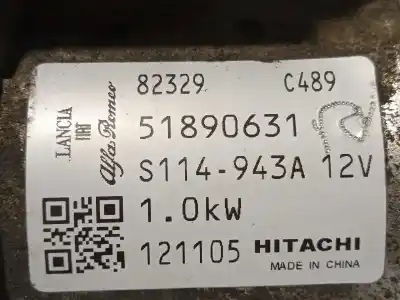 82329 C489
LANCIA
FIAT
Alfa Romeo
51890631
S114-943A 12V
1.0kW
121105 HITACHI
MADE IN CHINA